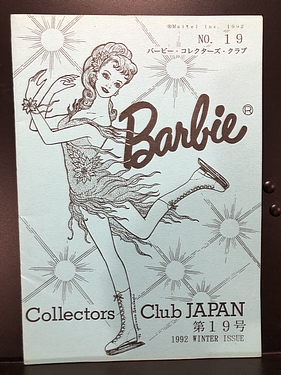 ©Mattel Inc. 1992
NO. 19
バービー・コレクターズ・クラブ
Barbie®
Collectors Club JAPAN
第19号
1992 WINTER ISSUE